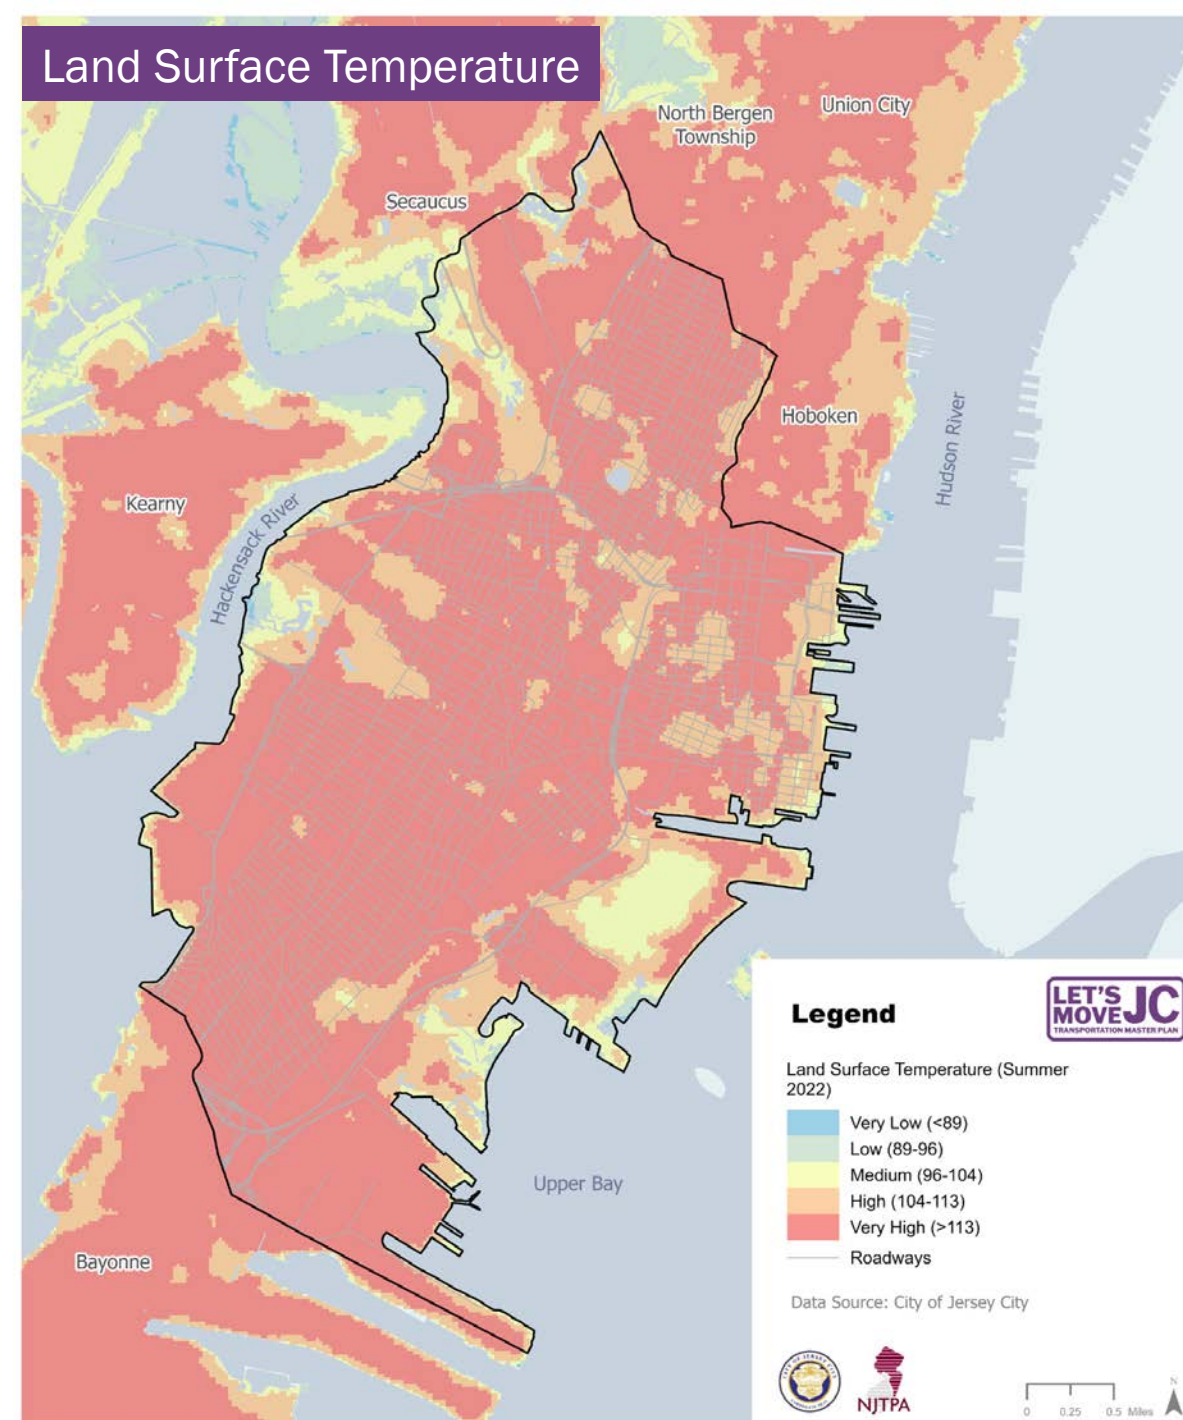 Land Surface Temperature
North Bergen
Township
Union City
Secaucus
Hoboken
Hudson River
Kearny
Hackensack River
Upper Bay
Bayonne
Legend
LET'S
MOVE JC
TRANSPORTATION MASTER PLAN
Land Surface Temperature (Summer
2022)
Very Low (<89)
Low (89-96)
Medium (96-104)
High (104-113)
Very High (>113)
Roadways
Data Source: City of Jersey City
NJTPA
N
0 0.25 0.5 Miles